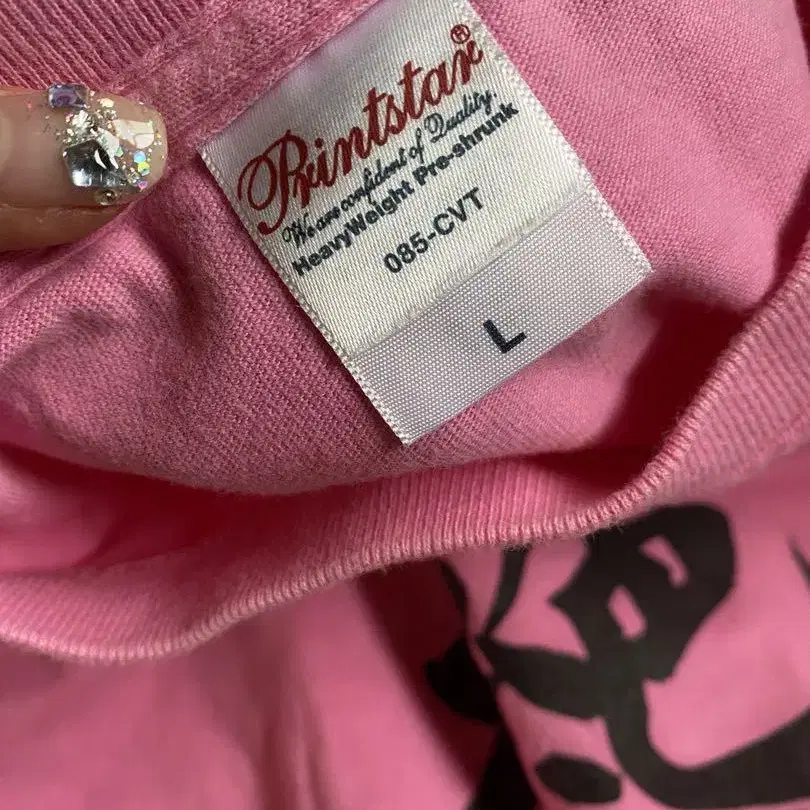 Printstar®
We are confident of Quality.
HeavyWeight Pre-shrunk
085-CVT
L